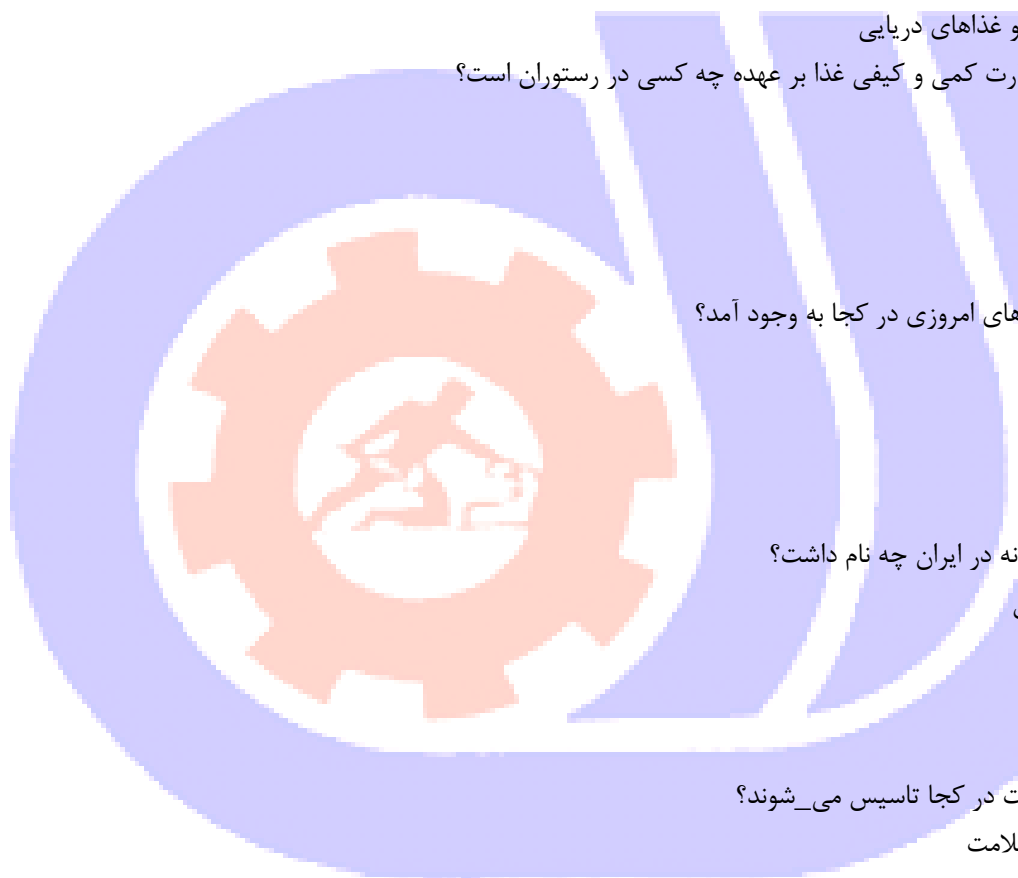 و غذاهای دریایی
رت کمی و کیفی غذا بر عهده چه کسی در رستوران است؟
های امروزی در کجا به وجود آمد؟
نه در ایران چه نام داشت؟
ت در کجا تاسیس می_شوند؟
لامت